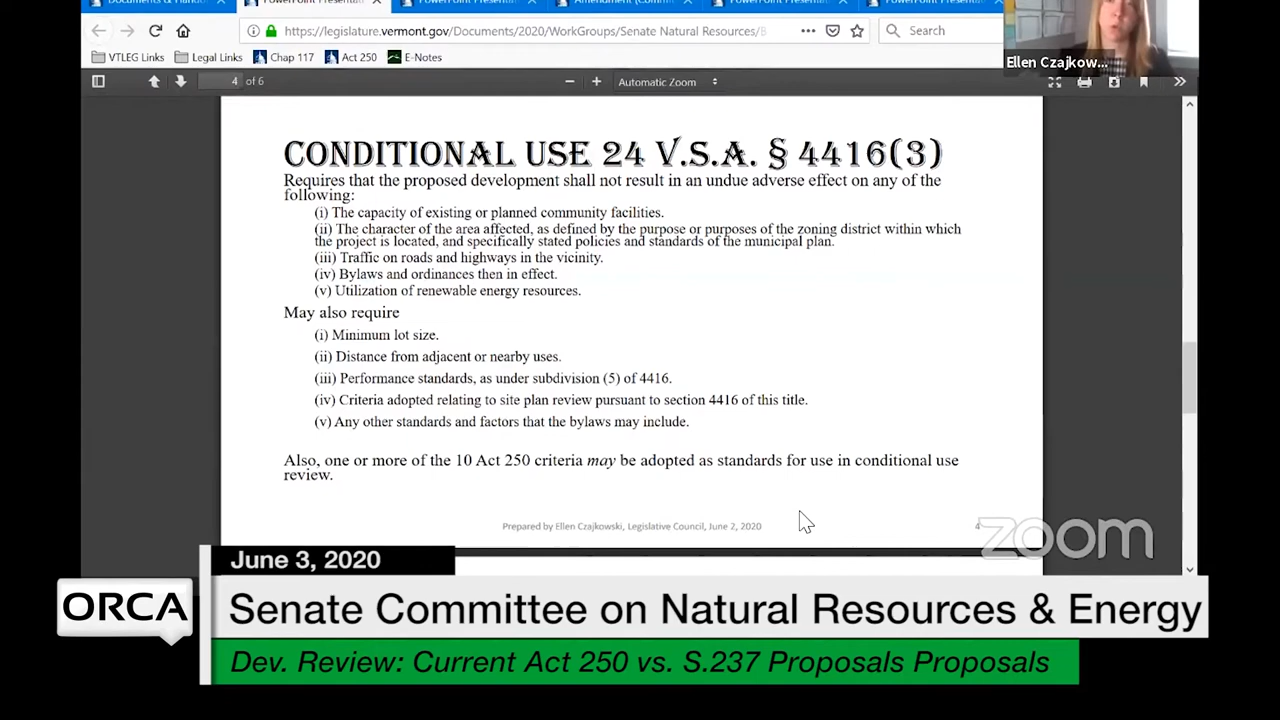 https://legislature.vermont.gov/Documents/2020/WorkGroups/Senate Natural Resources/B
Search
VTLEG Links
Legal Links
Chap 117
Act 250
E-Notes
Ellen Czajkow...
4 of 6
Automatic Zoom
CONDITIONAL USE 24 V.S.A. § 4416(3)
Requires that the proposed development shall not result in an undue adverse effect on any of the
following:
(i) The capacity of existing or planned community facilities.
(ii) The character of the area affected, as defined by the purpose or purposes of the zoning district within which
the project is located, and specifically stated policies and standards of the municipal plan.
(iii) Traffic on roads and highways in the vicinity.
(iv) Bylaws and ordinances then in effect.
(v) Utilization of renewable energy resources.
May also require
(i) Minimum lot size.
(ii) Distance from adjacent or nearby uses.
(iii) Performance standards, as under subdivision (5) of 4416.
(iv) Criteria adopted relating to site plan review pursuant to section 4416 of this title.
(v) Any other standards and factors that the bylaws may include.
Also, one or more of the 10 Act 250 criteria may be adopted as standards for use in conditional use
review.
Prepared by Ellen Czajkowski, Legislative Council, June 2, 2020
4
zoom
June 3, 2020
ORCA
Senate Committee on Natural Resources & Energy
Dev. Review: Current Act 250 vs. S.237 Proposals Proposals